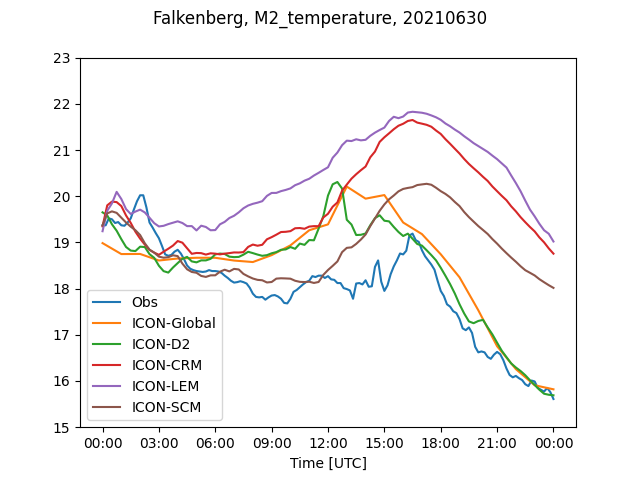 Falkenberg, M2_temperature, 20210630
23
22
21
20
19
18
17
16
15
Obs
ICON-Global
ICON-D2
ICON-CRM
ICON-LEM
ICON-SCM
00:00 03:00 06:00 09:00 12:00 15:00 18:00 21:00 00:00
Time [UTC]